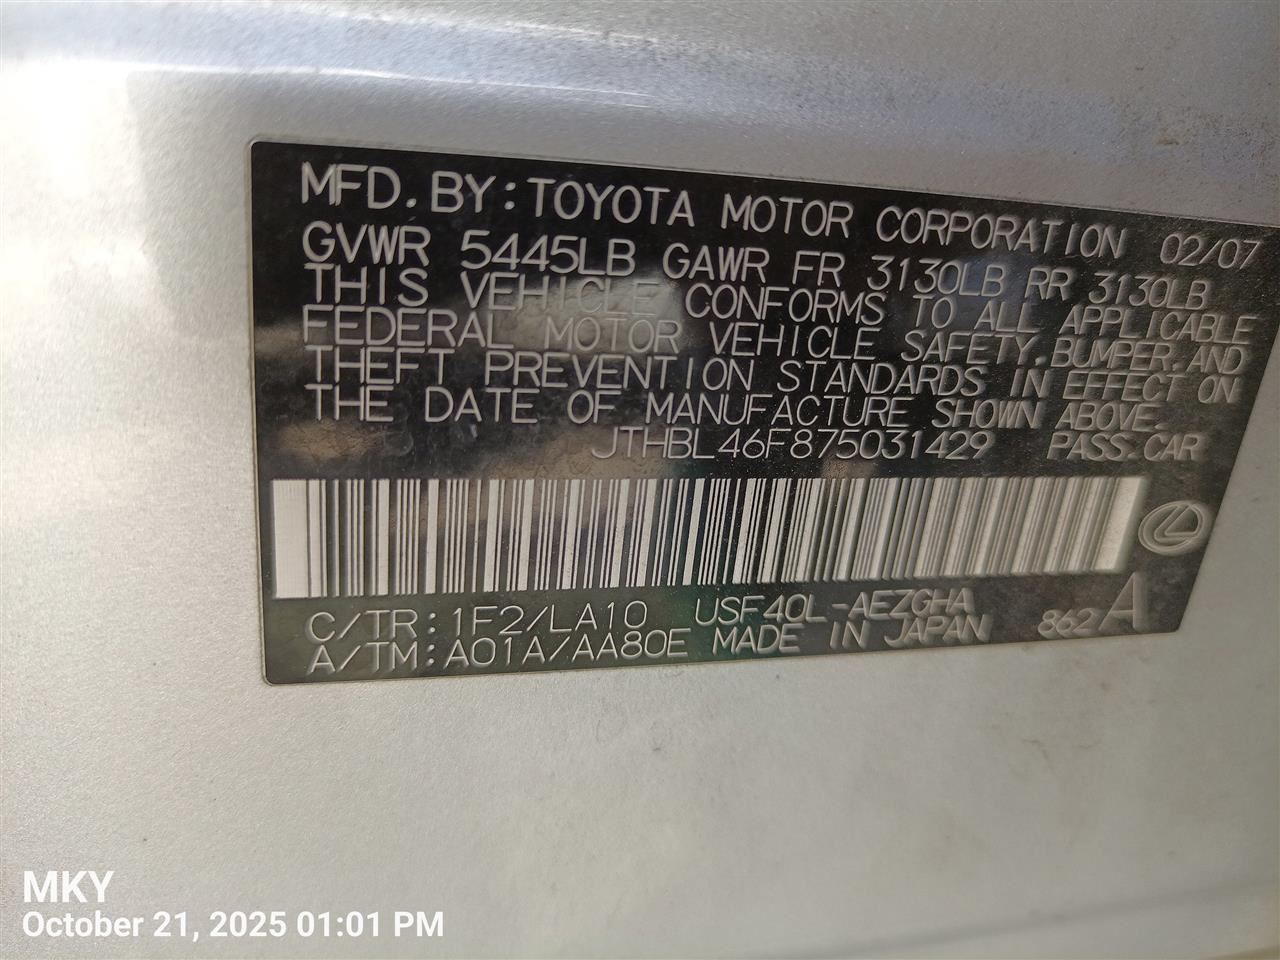 MFD. BY: TOYOTA MOTOR CORPORATION 02/07
GVWR 5445LB GAWR FR 3130LB RR 3130LB
THIS VEHICLE CONFORMS TO ALL APPLICABLE
FEDERAL MOTOR VEHICLE SAFETY, BUMPER, AND
THEFT PREVENTION STANDARDS IN EFFECT ON
THE DATE OF MANUFACTURE SHOWN ABOVE.
JTHBL46F875031429 PASS.CAR
C/TR: 1F2/LA10 USF40L-AEZGHA
A/TM: A01A/AA80E MADE IN JAPAN 862 A
MKY
October 21, 2025 01:01 PM